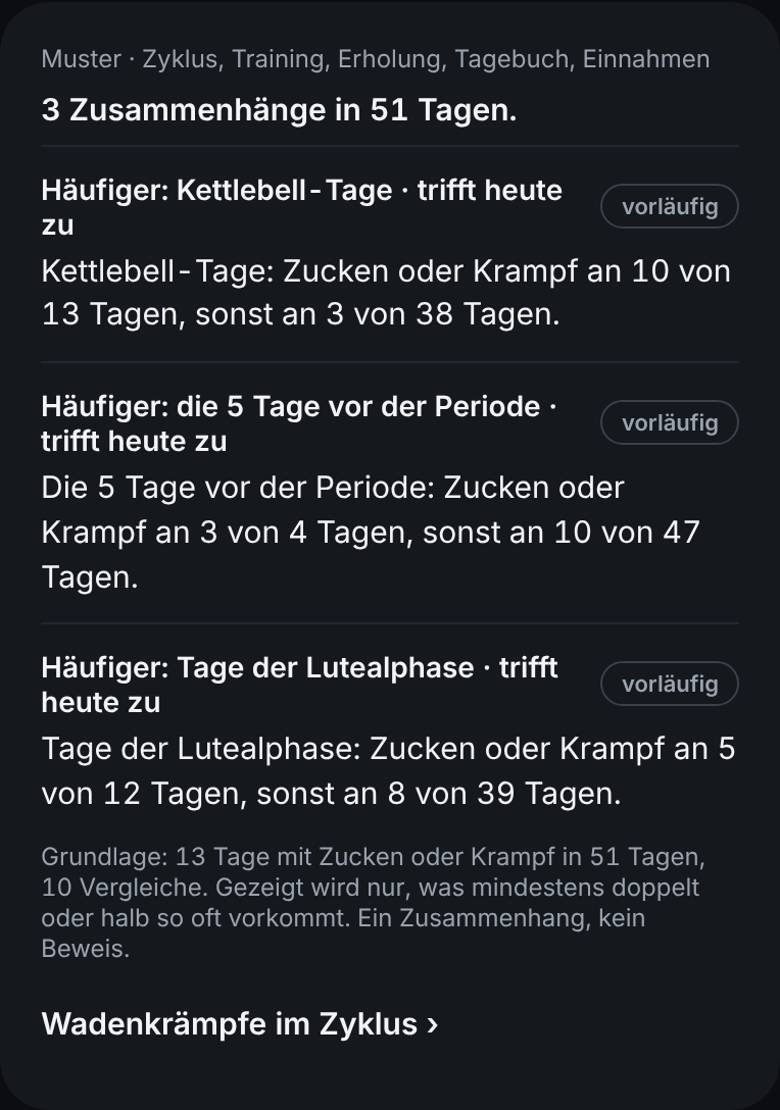 Muster · Zyklus, Training, Erholung, Tagebuch, Einnahmen
3 Zusammenhänge in 51 Tagen.
Häufiger: Kettlebell-Tage · trifft heute
zu
vorläufig
Kettlebell-Tage: Zucken oder Krampf an 10 von
13 Tagen, sonst an 3 von 38 Tagen.
Häufiger: die 5 Tage vor der Periode ·
trifft heute zu
vorläufig
Die 5 Tage vor der Periode: Zucken oder
Krampf an 3 von 4 Tagen, sonst an 10 von 47
Tagen.
Häufiger: Tage der Lutealphase · trifft
heute zu
vorläufig
Tage der Lutealphase: Zucken oder Krampf an 5
von 12 Tagen, sonst an 8 von 39 Tagen.
Grundlage: 13 Tage mit Zucken oder Krampf in 51 Tagen,
10 Vergleiche. Gezeigt wird nur, was mindestens doppelt
oder halb so oft vorkommt. Ein Zusammenhang, kein
Beweis.
Wadenkrämpfe im Zyklus ›